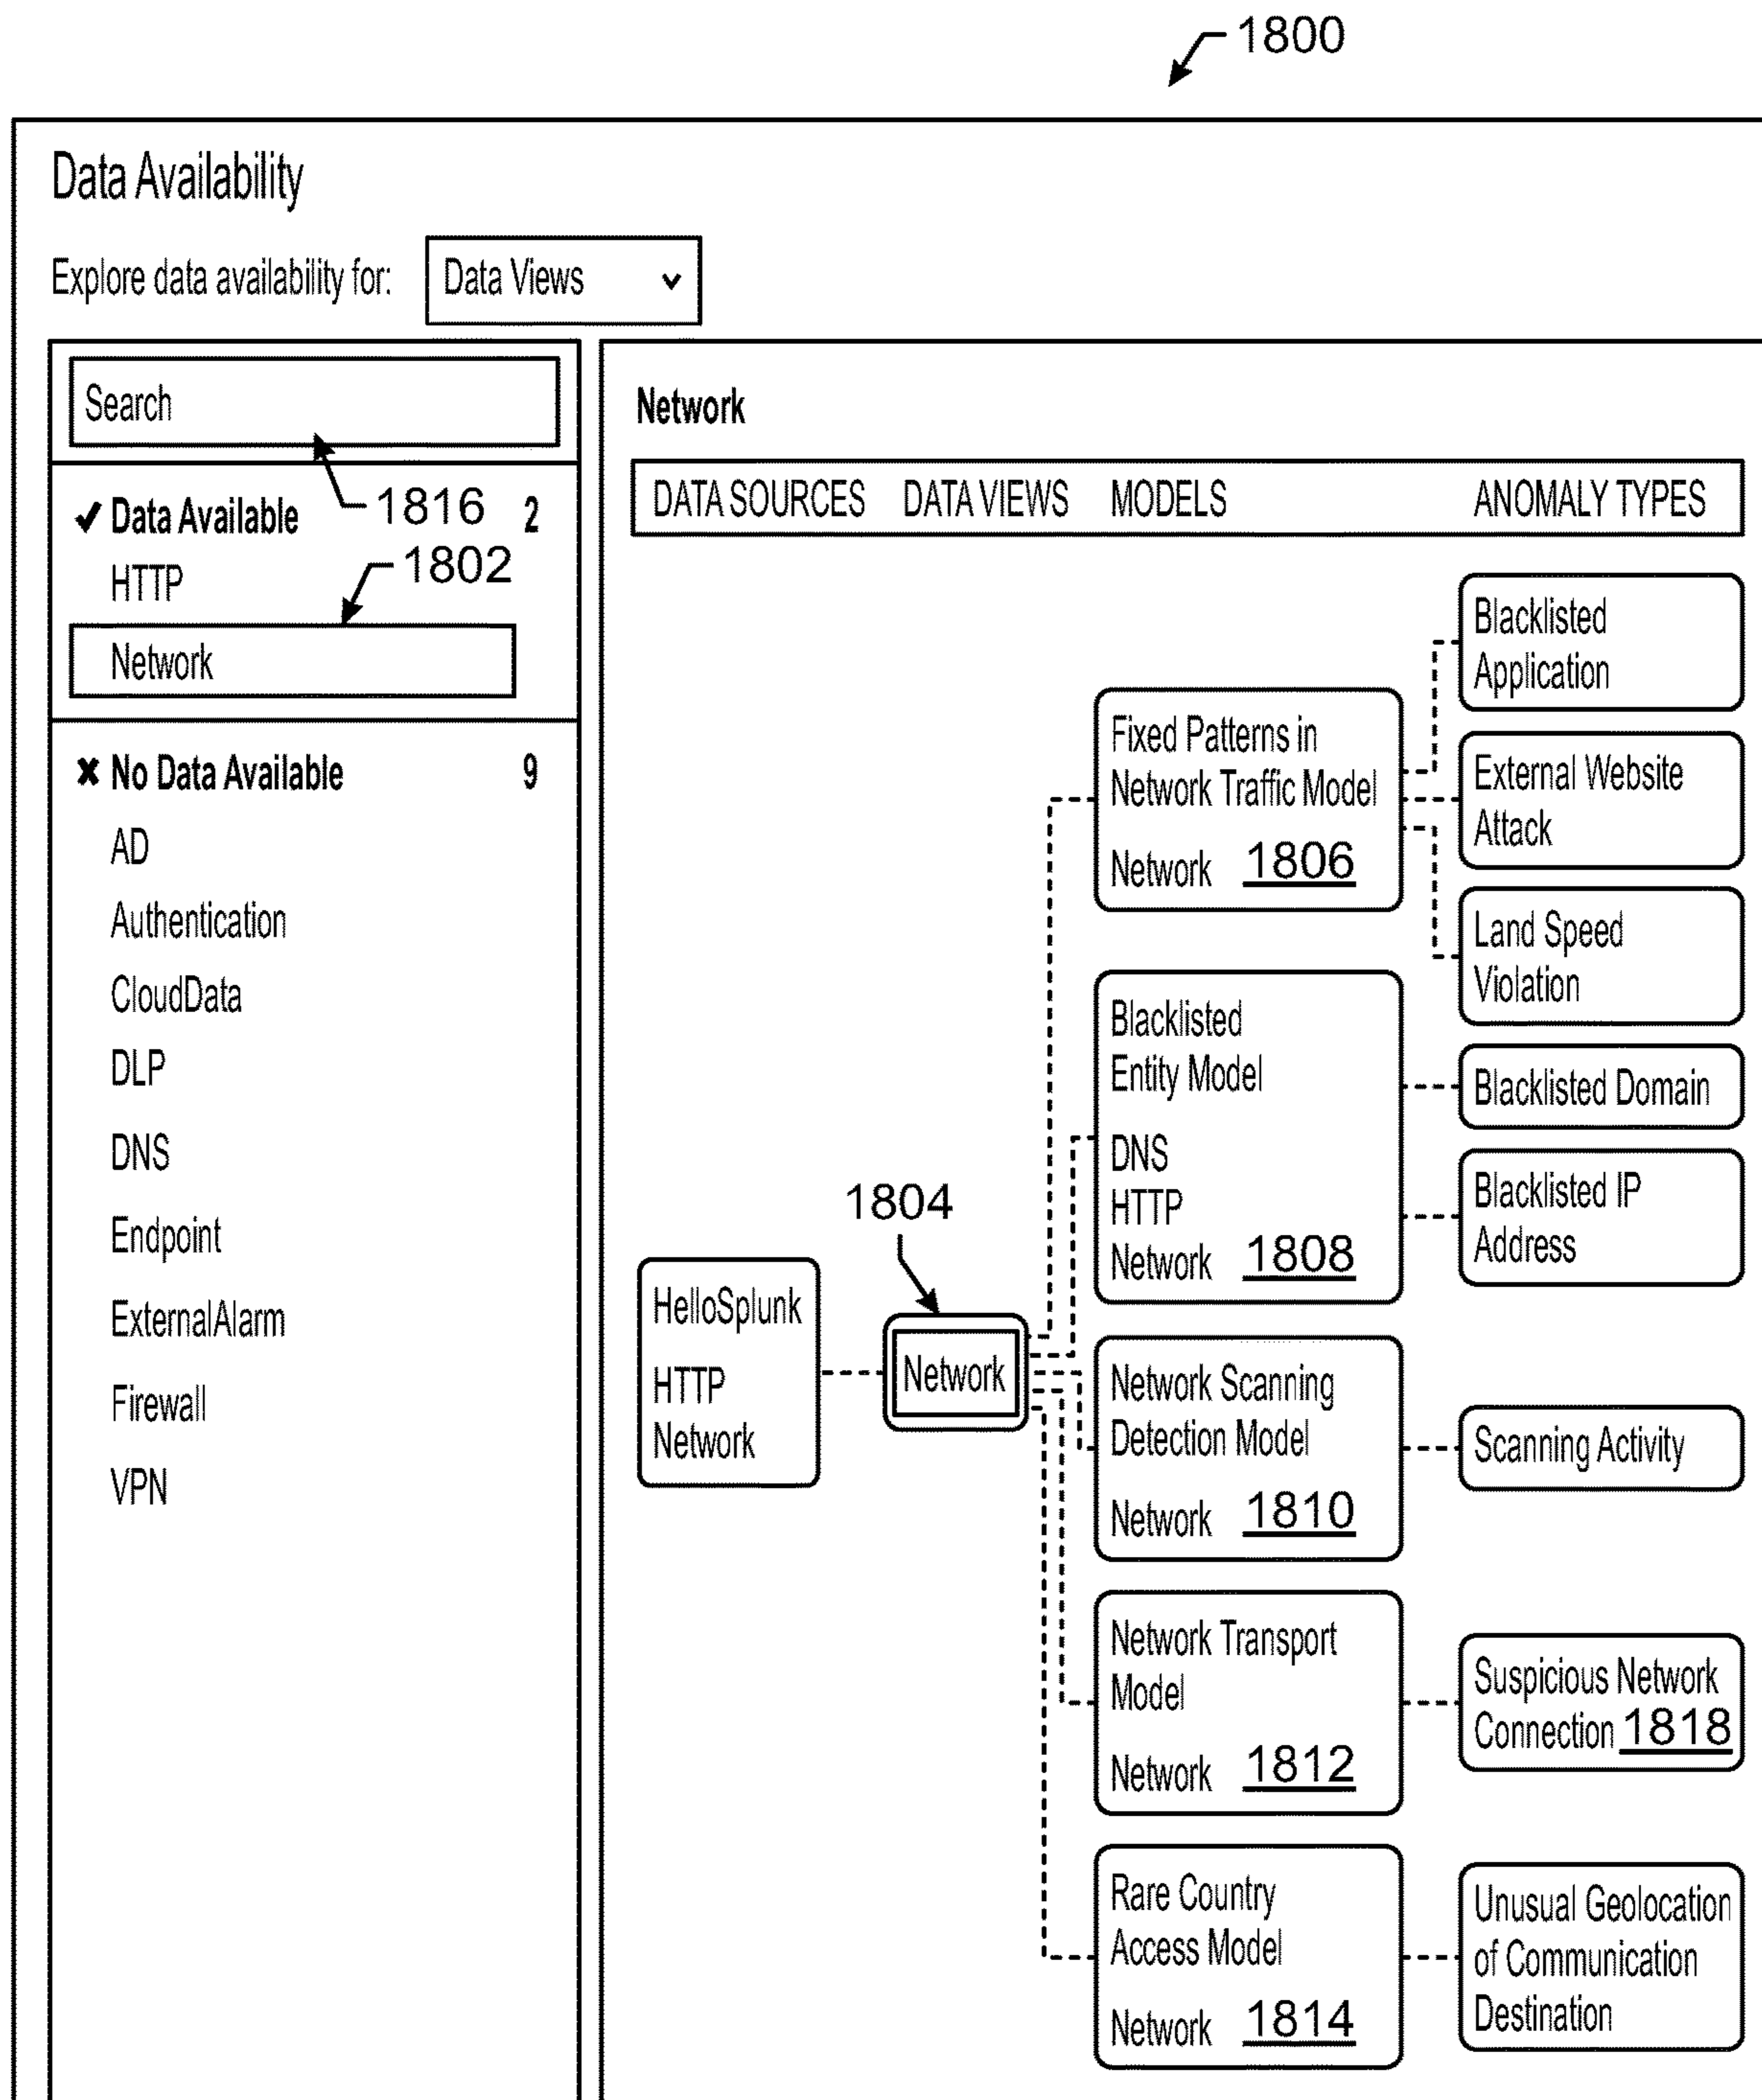 1800
Data Availability
Explore data availability for:
Data Views
Search
1816
✔ Data Available 2
HTTP
1802
Network
✖ No Data Available 9
AD
Authentication
CloudData
DLP
DNS
Endpoint
ExternalAlarm
Firewall
VPN
Network
DATA SOURCES DATA VIEWS MODELS ANOMALY TYPES
HelloSplunk
HTTP
Network
1804
Network
Fixed Patterns in
Network Traffic Model
Network 1806
Blacklisted
Entity Model
DNS
HTTP
Network 1808
Network Scanning
Detection Model
Network 1810
Network Transport
Model
Network 1812
Rare Country
Access Model
Network 1814
Blacklisted
Application
External Website
Attack
Land Speed
Violation
Blacklisted Domain
Blacklisted IP
Address
Scanning Activity
Suspicious Network
Connection 1818
Unusual Geolocation
of Communication
Destination